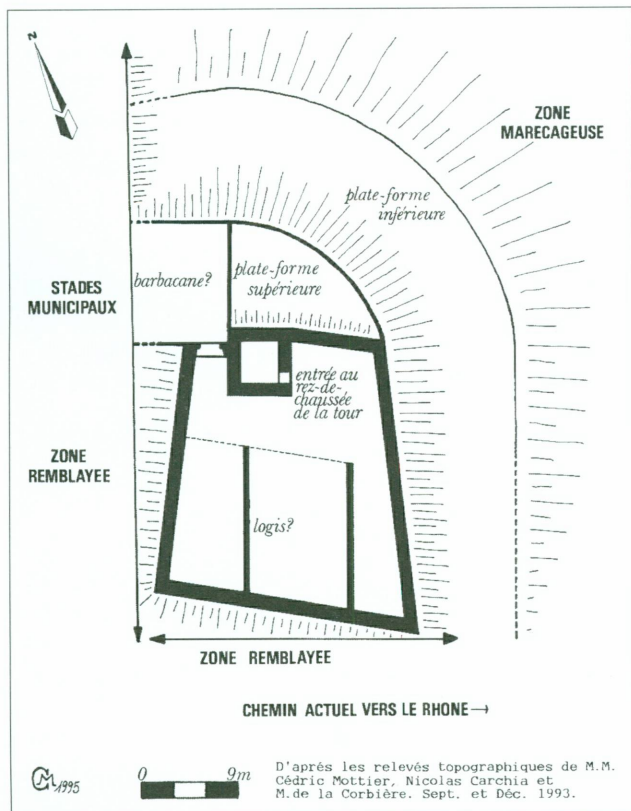 N
ZONE
MARECAGEUSE
plate-forme
inférieure
barbacane?
plate-forme
supérieure
STADES
MUNICIPAUX
entrée au
rez-de-
chaussée
de la tour
ZONE
REMBLAYEE
logis?
ZONE REMBLAYEE
CHEMIN ACTUEL VERS LE RHONE→
CM 1995
0 9m
D'aprés les relevés topographiques de M.M.
Cédric Mottier, Nicolas Carchia et
M.de la Corbière. Sept. et Déc. 1993.